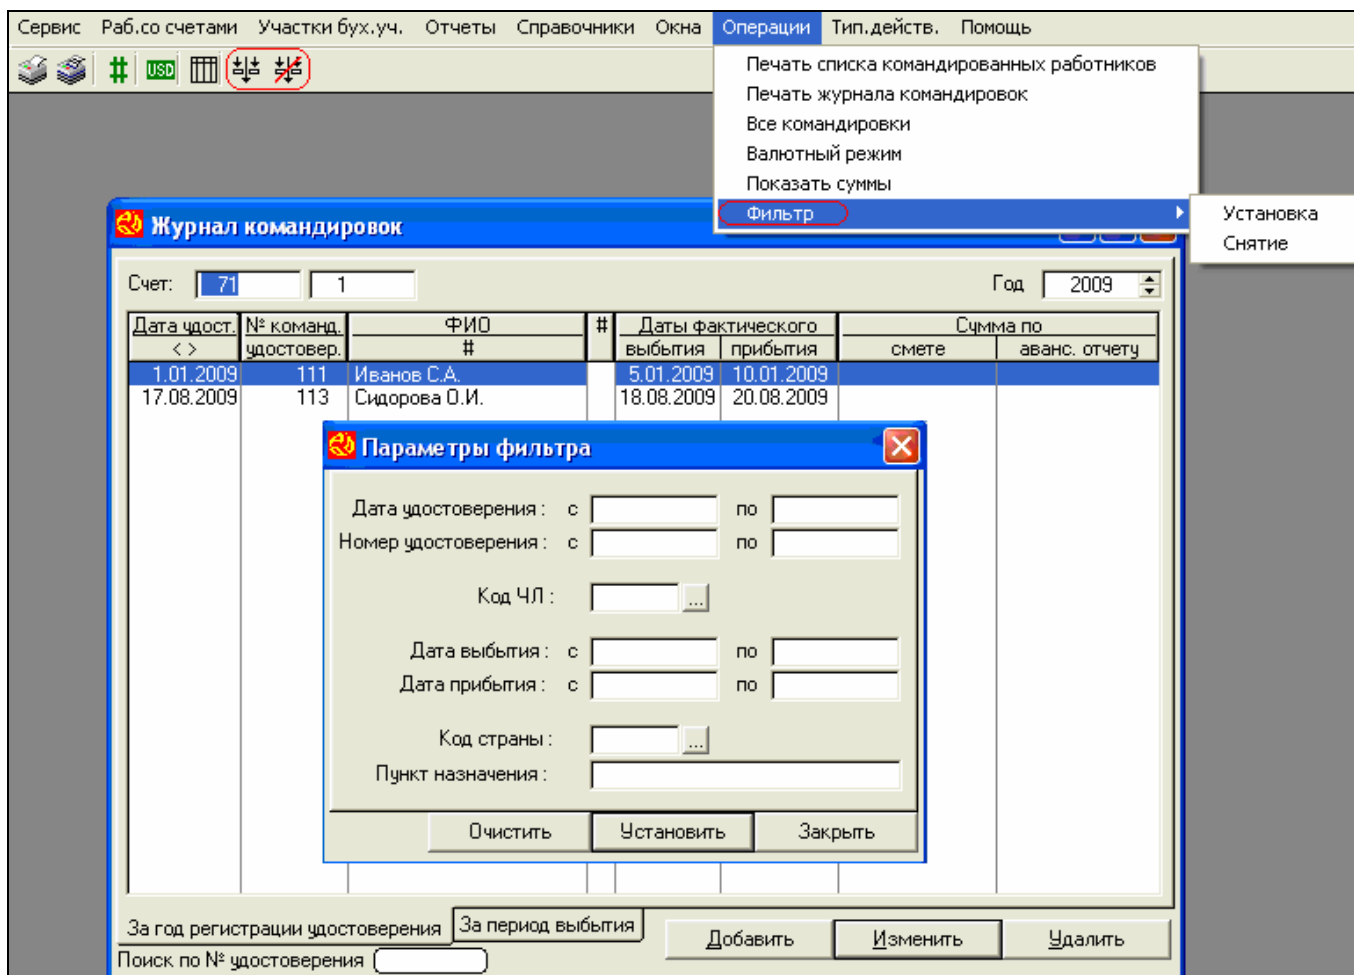 Сервис Раб.со счетами Участки бух.уч. Отчеты Справочники Окна Операции Тип.действ. Помощь
USD
Печать списка командированных работников
Печать журнала командировок
Все командировки
Валютный режим
Показать суммы
Фильтр
Установка
Снятие
Журнал командировок
Счет: 71 1 Год 2009
Дата удост. № команд. ФИО # Даты фактического Сумма по
< > удостовер. # выбытия прибытия смете аванс. отчету
1.01.2009 111 Иванов С.А. 5.01.2009 10.01.2009
17.08.2009 113 Сидорова О.И. 18.08.2009 20.08.2009
Параметры фильтра
Дата удостоверения : с по
Номер удостоверения : с по
Код ЧЛ : ...
Дата выбытия : с по
Дата прибытия : с по
Код страны : ...
Пункт назначения :
Очистить Установить Закрыть
За год регистрации удостоверения За период выбытия
Добавить Изменить Удалить
Поиск по № удостоверения